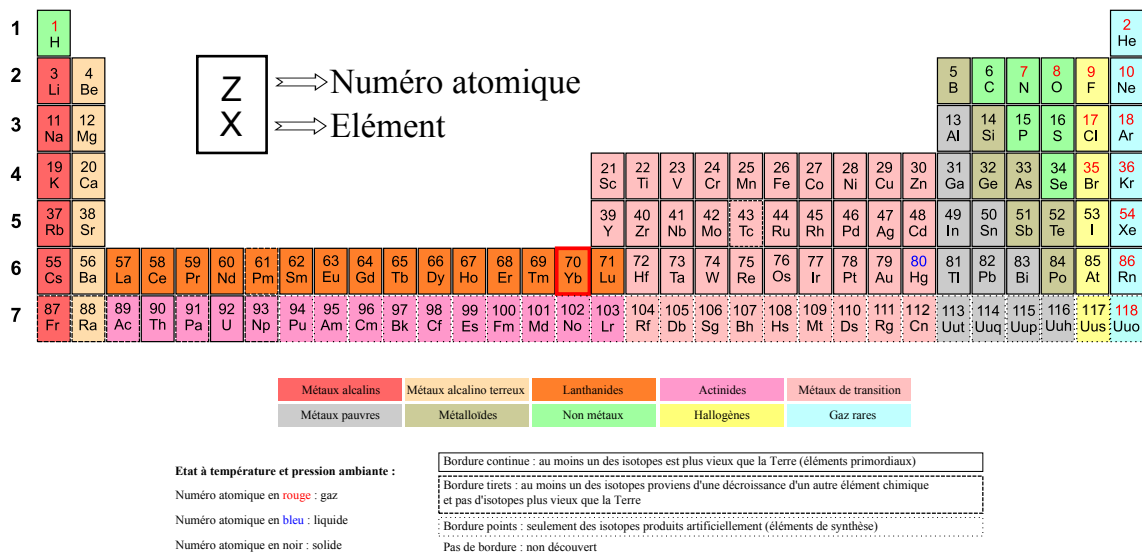 1 1 H 2 He
2 3 Li 4 Be 5 B 6 C 7 N 8 O 9 F 10 Ne
Z Numéro atomique
X Elément
3 11 Na 12 Mg 13 Al 14 Si 15 P 16 S 17 Cl 18 Ar
4 19 K 20 Ca 21 Sc 22 Ti 23 V 24 Cr 25 Mn 26 Fe 27 Co 28 Ni 29 Cu 30 Zn 31 Ga 32 Ge 33 As 34 Se 35 Br 36 Kr
5 37 Rb 38 Sr 39 Y 40 Zr 41 Nb 42 Mo 43 Tc 44 Ru 45 Rh 46 Pd 47 Ag 48 Cd 49 In 50 Sn 51 Sb 52 Te 53 I 54 Xe
6 55 Cs 56 Ba 57 La 58 Ce 59 Pr 60 Nd 61 Pm 62 Sm 63 Eu 64 Gd 65 Tb 66 Dy 67 Ho 68 Er 69 Tm 70 Yb 71 Lu 72 Hf 73 Ta 74 W 75 Re 76 Os 77 Ir 78 Pt 79 Au 80 Hg 81 Tl 82 Pb 83 Bi 84 Po 85 At 86 Rn
7 87 Fr 88 Ra 89 Ac 90 Th 91 Pa 92 U 93 Np 94 Pu 95 Am 96 Cm 97 Bk 98 Cf 99 Es 100 Fm 101 Md 102 No 103 Lr 104 Rf 105 Db 106 Sg 107 Bh 108 Hs 109 Mt 110 Ds 111 Rg 112 Cn 113 Uut 114 Uuq 115 Uup 116 Uuh 117 Uus 118 Uuo
Métaux alcalins Métaux alcalino terreux Lanthanides Actinides Métaux de transition
Métaux pauvres Métalloïdes Non métaux Hallogènes Gaz rares
Etat à température et pression ambiante :
Numéro atomique en rouge : gaz
Numéro atomique en bleu : liquide
Numéro atomique en noir : solide
Bordure continue : au moins un des isotopes est plus vieux que la Terre (éléments primordiaux)
Bordure tirets : au moins un des isotopes proviens d'une décroissance d'un autre élément chimique
et pas d'isotopes plus vieux que la Terre
Bordure points : seulement des isotopes produits artificiellement (éléments de synthèse)
Pas de bordure : non découvert